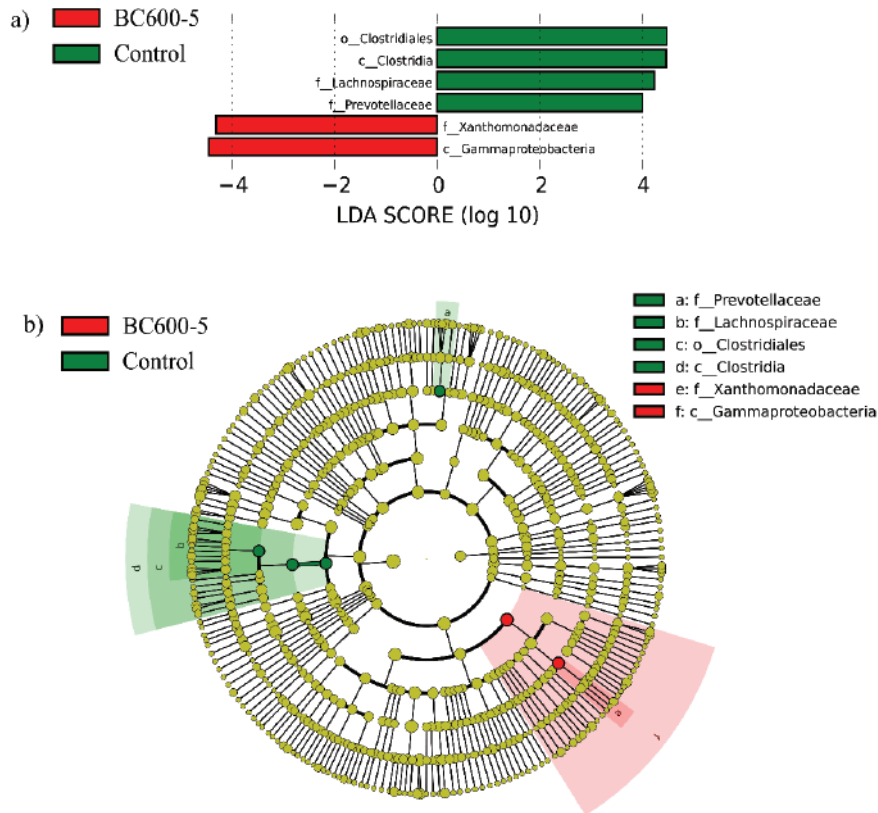 a)
BC600-5
Control
o__Clostridiales
c__Clostridia
f__Lachnospiraceae
f__Prevotellaceae
f__Xanthomonadaceae
c__Gammaproteobacteria
−4 −2 0 2 4
LDA SCORE (log 10)
b)
BC600-5
Control
a: f__Prevotellaceae
b: f__Lachnospiraceae
c: o__Clostridiales
d: c__Clostridia
e: f__Xanthomonadaceae
f: c__Gammaproteobacteria
a
d c b
e
f